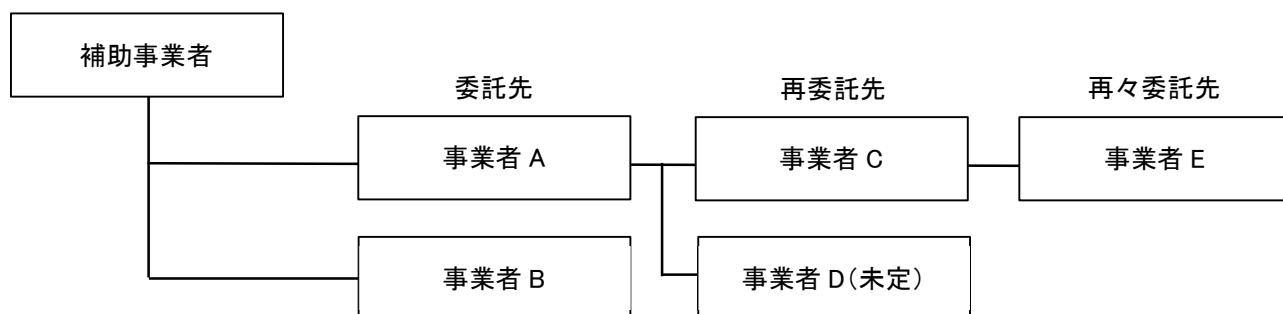 補助事業者
委託先
再委託先
再々委託先
事業者 A
事業者 C
事業者 E
事業者 B
事業者 D(未定)